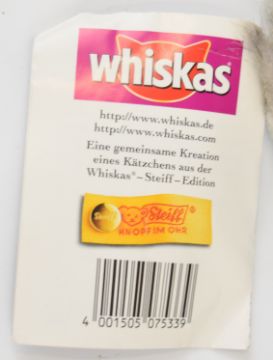 whiskas®
http://www.whiskas.de
http://www.whiskas.com
Eine gemeinsame Kreation
eines Kätzchens aus der
Whiskas®–Steiff–Edition
Steiff
Steiff
KNOPF IM OHR
4 001505 075339